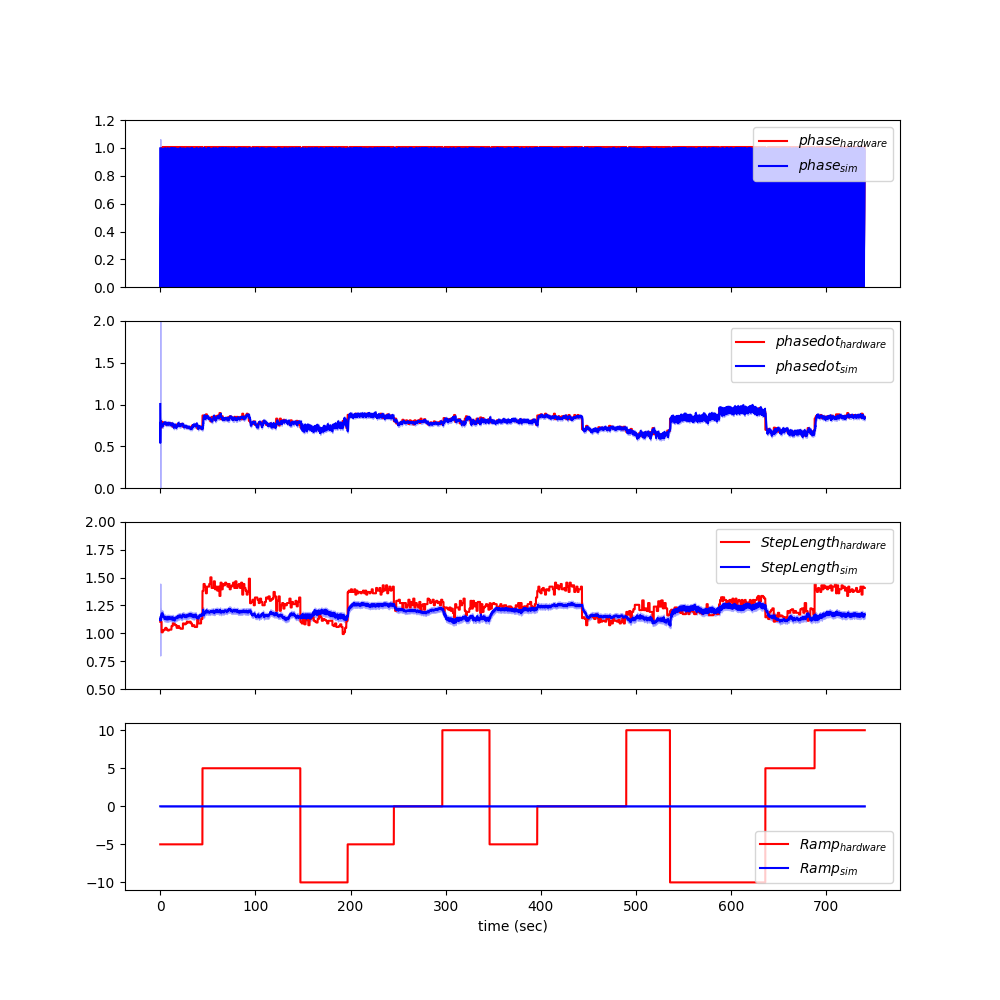 1.2
1.0
0.8
0.6
0.4
0.2
0.0
phase_hardware
phase_sim
2.0
1.5
1.0
0.5
0.0
phasedot_hardware
phasedot_sim
2.00
1.75
1.50
1.25
1.00
0.75
0.50
StepLength_hardware
StepLength_sim
10
5
0
−5
−10
Ramp_hardware
Ramp_sim
0 100 200 300 400 500 600 700
time (sec)